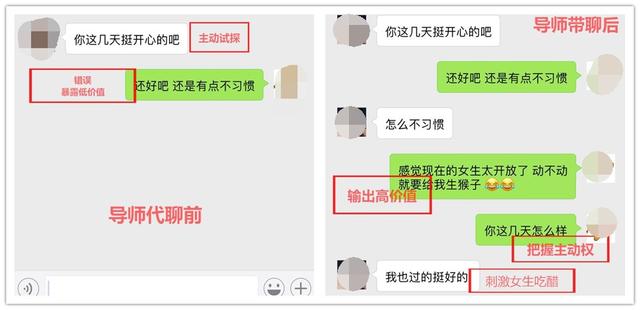 你这几天挺开心的吧
主动试探
错误
暴露低价值
还好吧 还是有点不习惯
导师代聊前
导师带聊后
你这几天挺开心的吧
还好吧 还是有点不习惯
怎么不习惯
感觉现在的女生太开放了 动不动
就要给我生猴子😂😂
输出高价值
你这几天怎么样
把握主动权
我也过的挺好的
刺激女生吃醋